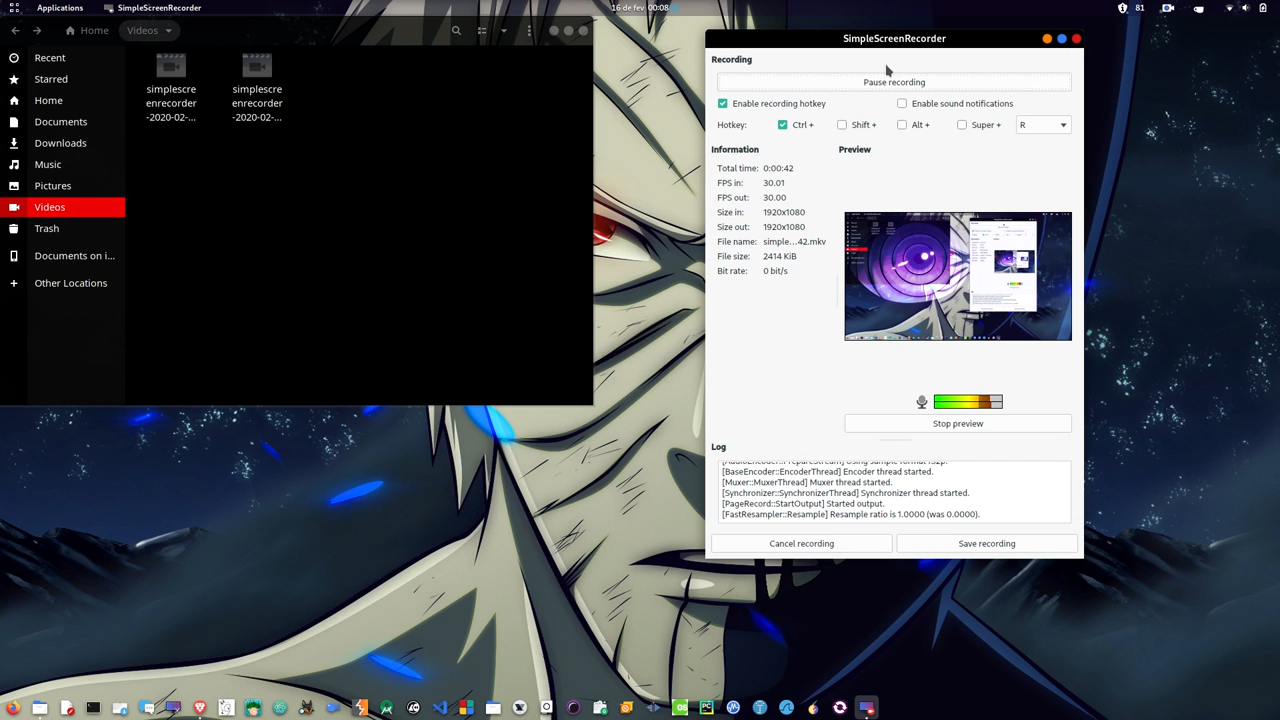 Applications
SimpleScreenRecorder
16 de fev 00:08
81
Home
Videos
Recent
Starred
Home
Documents
Downloads
Music
Pictures
Videos
Trash
Documents on i...
Other Locations
simplescre
enrecorder
-2020-02-...
simplescre
enrecorder
-2020-02-...
SimpleScreenRecorder
Recording
Pause recording
Enable recording hotkey
Enable sound notifications
Hotkey: Ctrl + Shift + Alt + Super + R
Information
Total time: 0:00:42
FPS in: 30.01
FPS out: 30.00
Size in: 1920x1080
Size out: 1920x1080
File name: simple...42.mkv
File size: 2414 KiB
Bit rate: 0 bit/s
Preview
Stop preview
Log
[AudioEncoder::PrepareStream] Using sample format f32p.
[BaseEncoder::EncoderThread] Encoder thread started.
[Muxer::MuxerThread] Muxer thread started.
[Synchronizer::SynchronizerThread] Synchronizer thread started.
[PageRecord::StartOutput] Started output.
[FastResampler::Resample] Resample ratio is 1.0000 (was 0.0000).
Cancel recording
Save recording